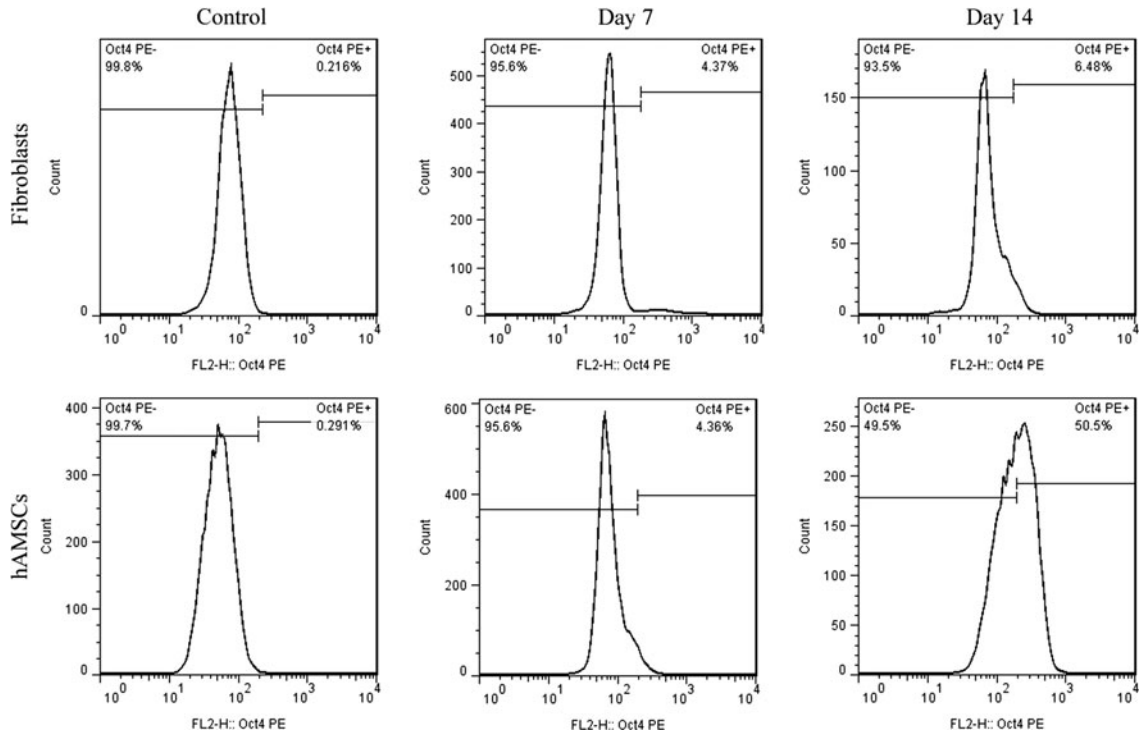 Control
Day 7
Day 14
Fibroblasts
Oct4 PE-
99.8%
Oct4 PE+
0.216%
Count
0
10^0 10^1 10^2 10^3 10^4
FL2-H:: Oct4 PE
Oct4 PE-
95.6%
Oct4 PE+
4.37%
Count
500
400
300
200
100
0
10^0 10^1 10^2 10^3 10^4
FL2-H:: Oct4 PE
Oct4 PE-
93.5%
Oct4 PE+
6.48%
Count
150
100
50
0
10^0 10^1 10^2 10^3 10^4
FL2-H:: Oct4 PE
hAMSCs
Oct4 PE-
99.7%
Oct4 PE+
0.291%
Count
400
350
300
250
200
100
0
10^0 10^1 10^2 10^3 10^4
FL2-H:: Oct4 PE
Oct4 PE-
95.6%
Oct4 PE+
4.36%
Count
600
400
200
0
10^0 10^1 10^2 10^3 10^4
FL2-H:: Oct4 PE
Oct4 PE-
49.5%
Oct4 PE+
50.5%
Count
250
200
150
100
50
0
10^0 10^1 10^2 10^3 10^4
FL2-H:: Oct4 PE